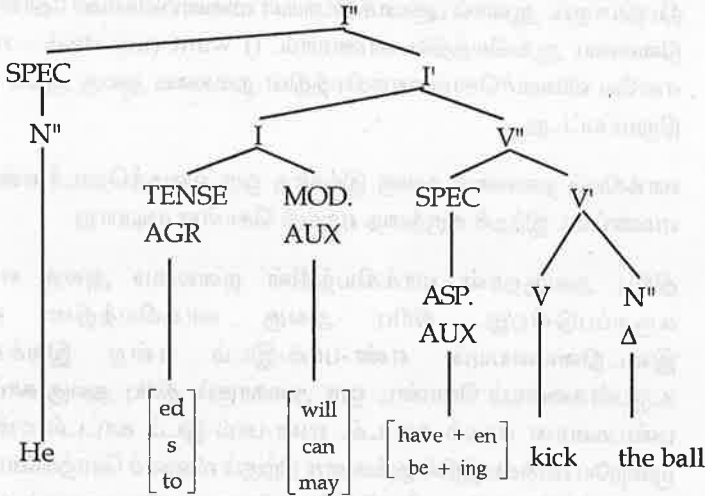 I"
SPEC I'
N" I V"
TENSE MOD. SPEC V'
AGR AUX
ASP. V N"
AUX Δ
ed will
s can have +en
to may be + ing
He kick the ball